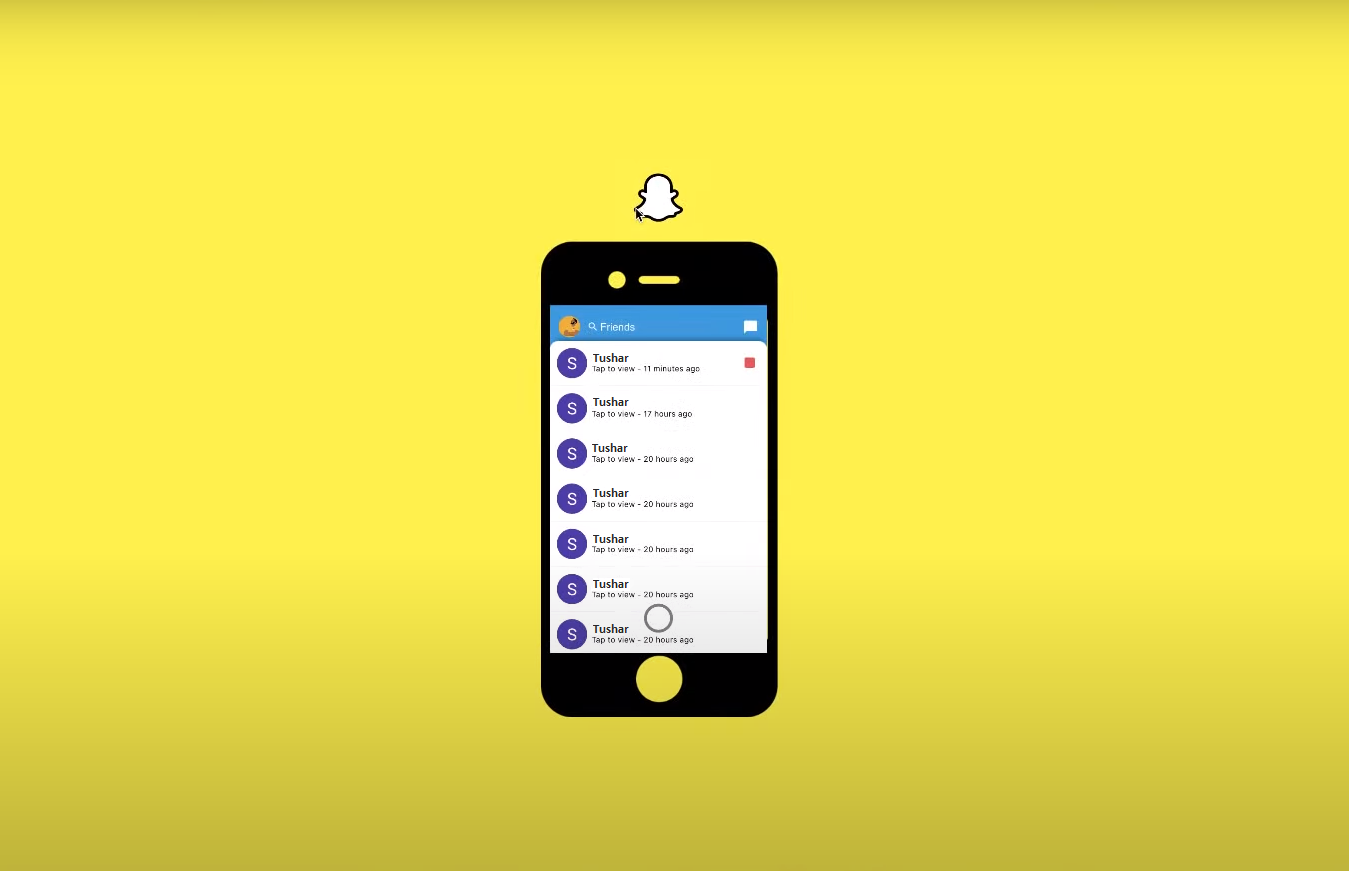 Friends
S
Tushar
Tap to view - 11 minutes ago
S
Tushar
Tap to view - 17 hours ago
S
Tushar
Tap to view - 20 hours ago
S
Tushar
Tap to view - 20 hours ago
S
Tushar
Tap to view - 20 hours ago
S
Tushar
Tap to view - 20 hours ago
S
Tushar
Tap to view - 20 hours ago